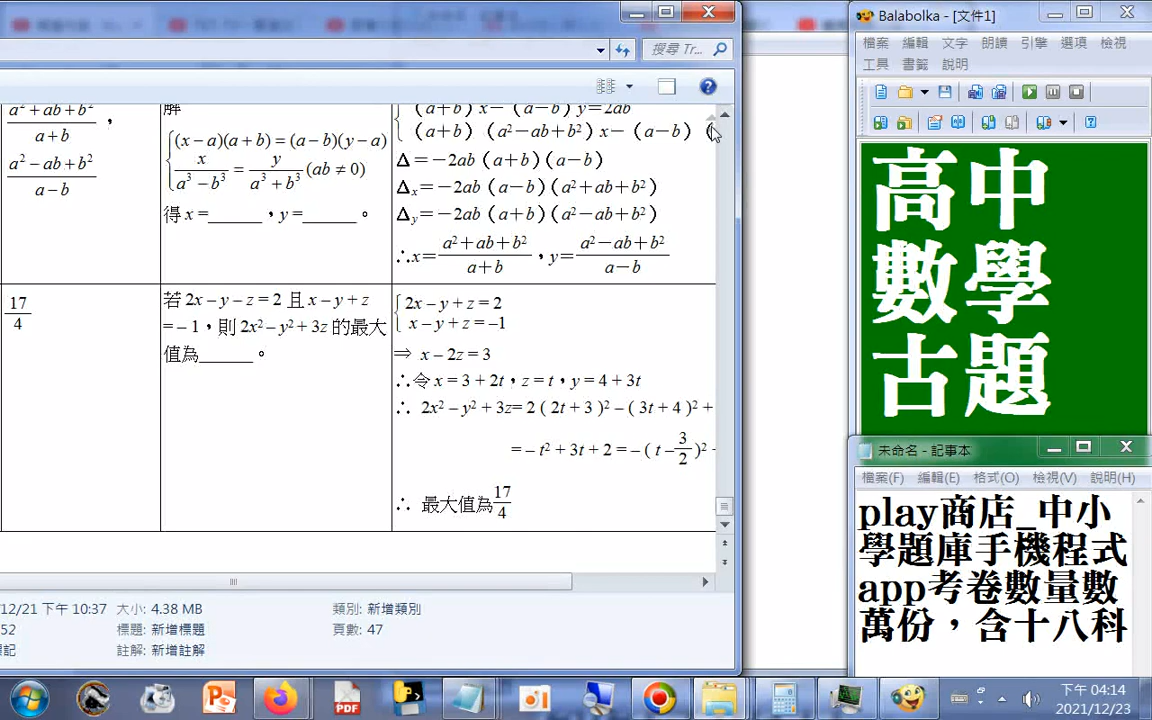 Balabolka - [文件1]
檔案 編輯 文字 朗讀 引擎 選項 檢視
工具 書籤 說明
搜尋 Tr...
a²+ab+b²
a+b
，
a²−ab+b²
a−b
解
{(x−a)(a+b)=(a−b)(y−a)
x/(a³−b³)=y/(a³+b³)(ab≠0)
得 x=______，y=______。
(a+b) x−(a−b) y=2ab
(a+b) (a²−ab+b²) x−(a−b) (
Δ=−2ab (a+b)(a−b)
Δx=−2ab (a−b)(a²+ab+b²)
Δy=−2ab (a+b)(a²−ab+b²)
∴x=(a²+ab+b²)/(a+b)，y=(a²−ab+b²)/(a−b)
17/4
若 2x−y−z=2 且 x−y+z
=−1，則 2x²−y²+3z 的最大
值為______。
{2x−y+z=2
x−y+z=−1
⇒ x−2z=3
∴令 x=3+2t，z=t，y=4+3t
∴ 2x²−y²+3z=2(2t+3)²−(3t+4)²+
=−t²+3t+2=−(t−3/2)²
∴ 最大值為17/4
12/21 下午 10:37 大小: 4.38 MB 類別: 新增類別
52 標題: 新增標題 頁數: 47
註解: 新增註解
高中
數學
古題
未命名 - 記事本
檔案(F) 編輯(E) 格式(O) 檢視(V) 說明(H)
play商店_中小
學題庫手機程式
app考卷數量數
萬份，含十八科
PDF
下午 04:14
2021/12/23